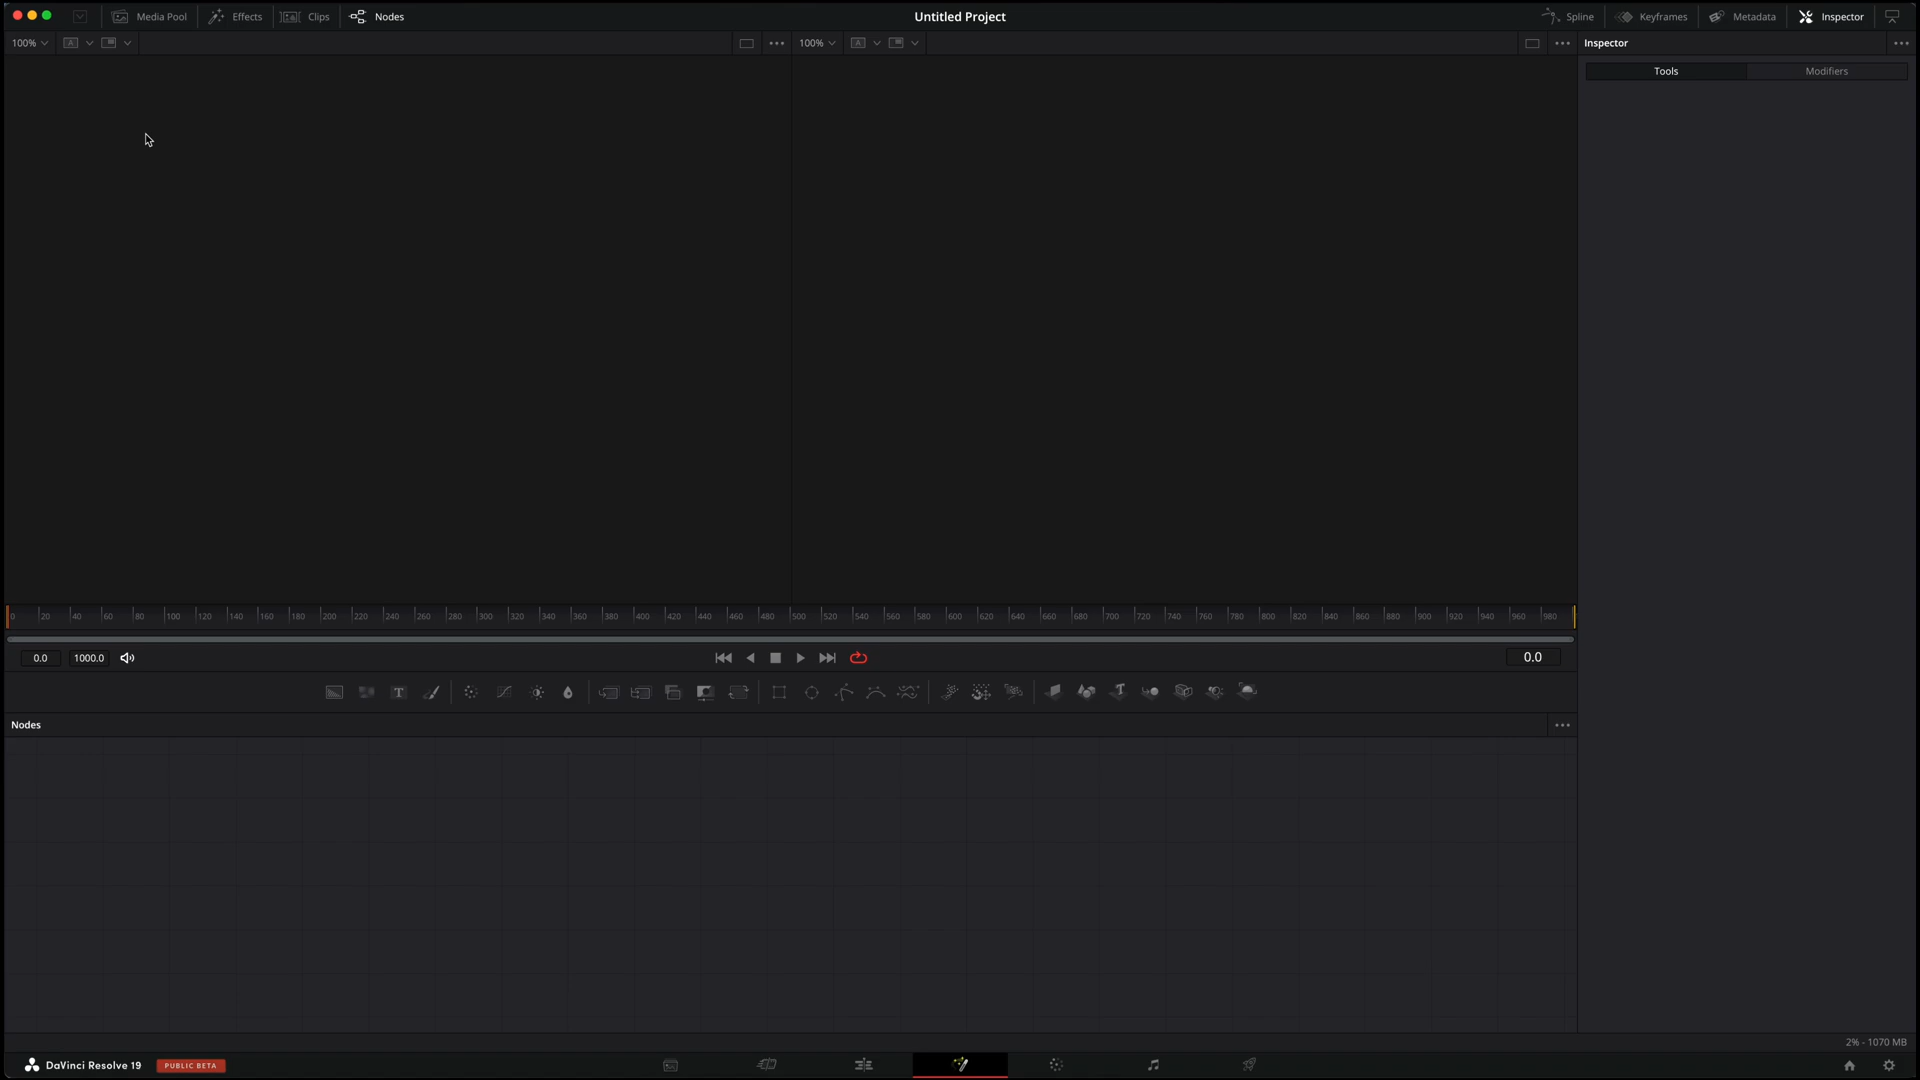 Media Pool Effects Clips Nodes Untitled Project Spline Keyframes Metadata Inspector
100% A 100% A Inspector
Tools Modifiers
0 20 40 60 80 100 120 140 160 180 200 220 240 260 280 300 320 340 360 380 400 420 440 460 480 500 520 540 560 580 600 620 640 660 680 700 720 740 760 780 800 820 840 860 880 900 920 940 960 980
0.0 1000.0 0.0
T T
Nodes
2% - 1070 MB
DaVinci Resolve 19 PUBLIC BETA